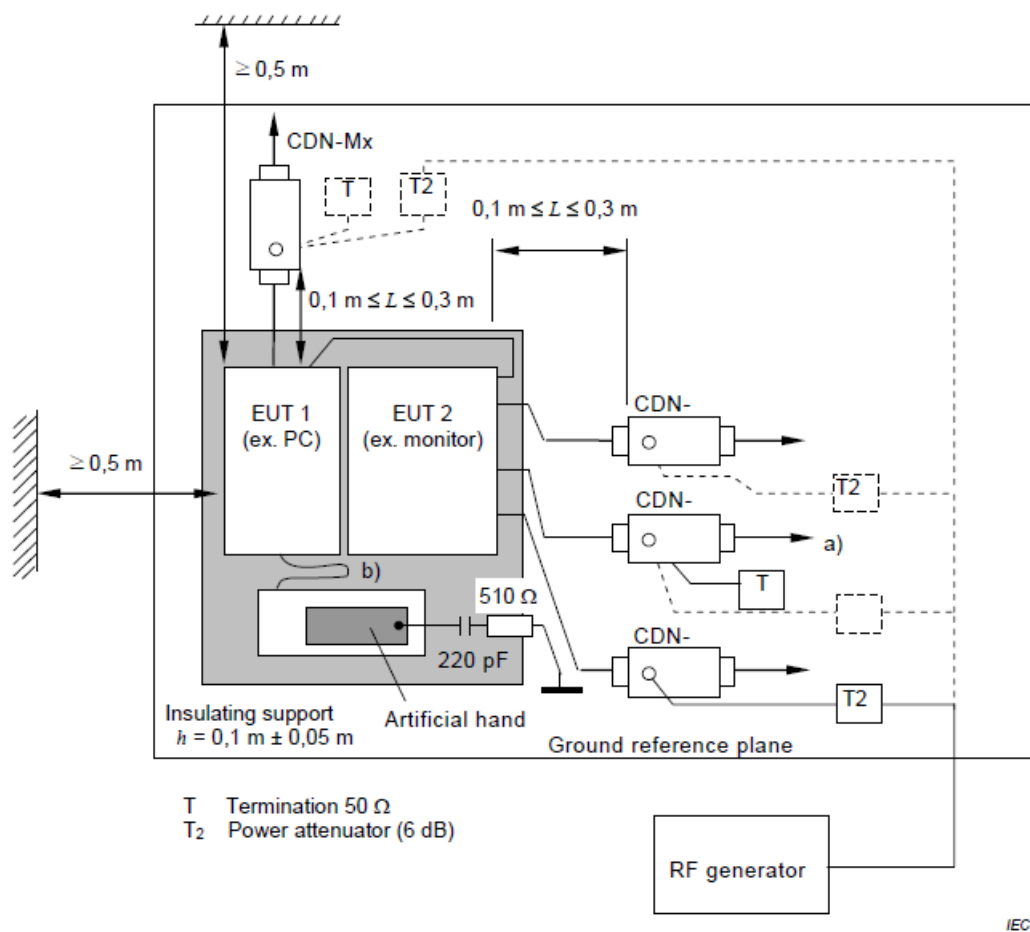 ≥ 0,5 m
CDN-Mx
T
T2
0,1 m ≤ L ≤ 0,3 m
0,1 m ≤ L ≤ 0,3 m
EUT 1
(ex. PC)
EUT 2
(ex. monitor)
CDN-
≥ 0,5 m
T2
CDN-
a)
b)
T
510 Ω
CDN-
220 pF
T2
Insulating support
h = 0,1 m ± 0,05 m
Artificial hand
Ground reference plane
T Termination 50 Ω
T2 Power attenuator (6 dB)
RF generator
IEC